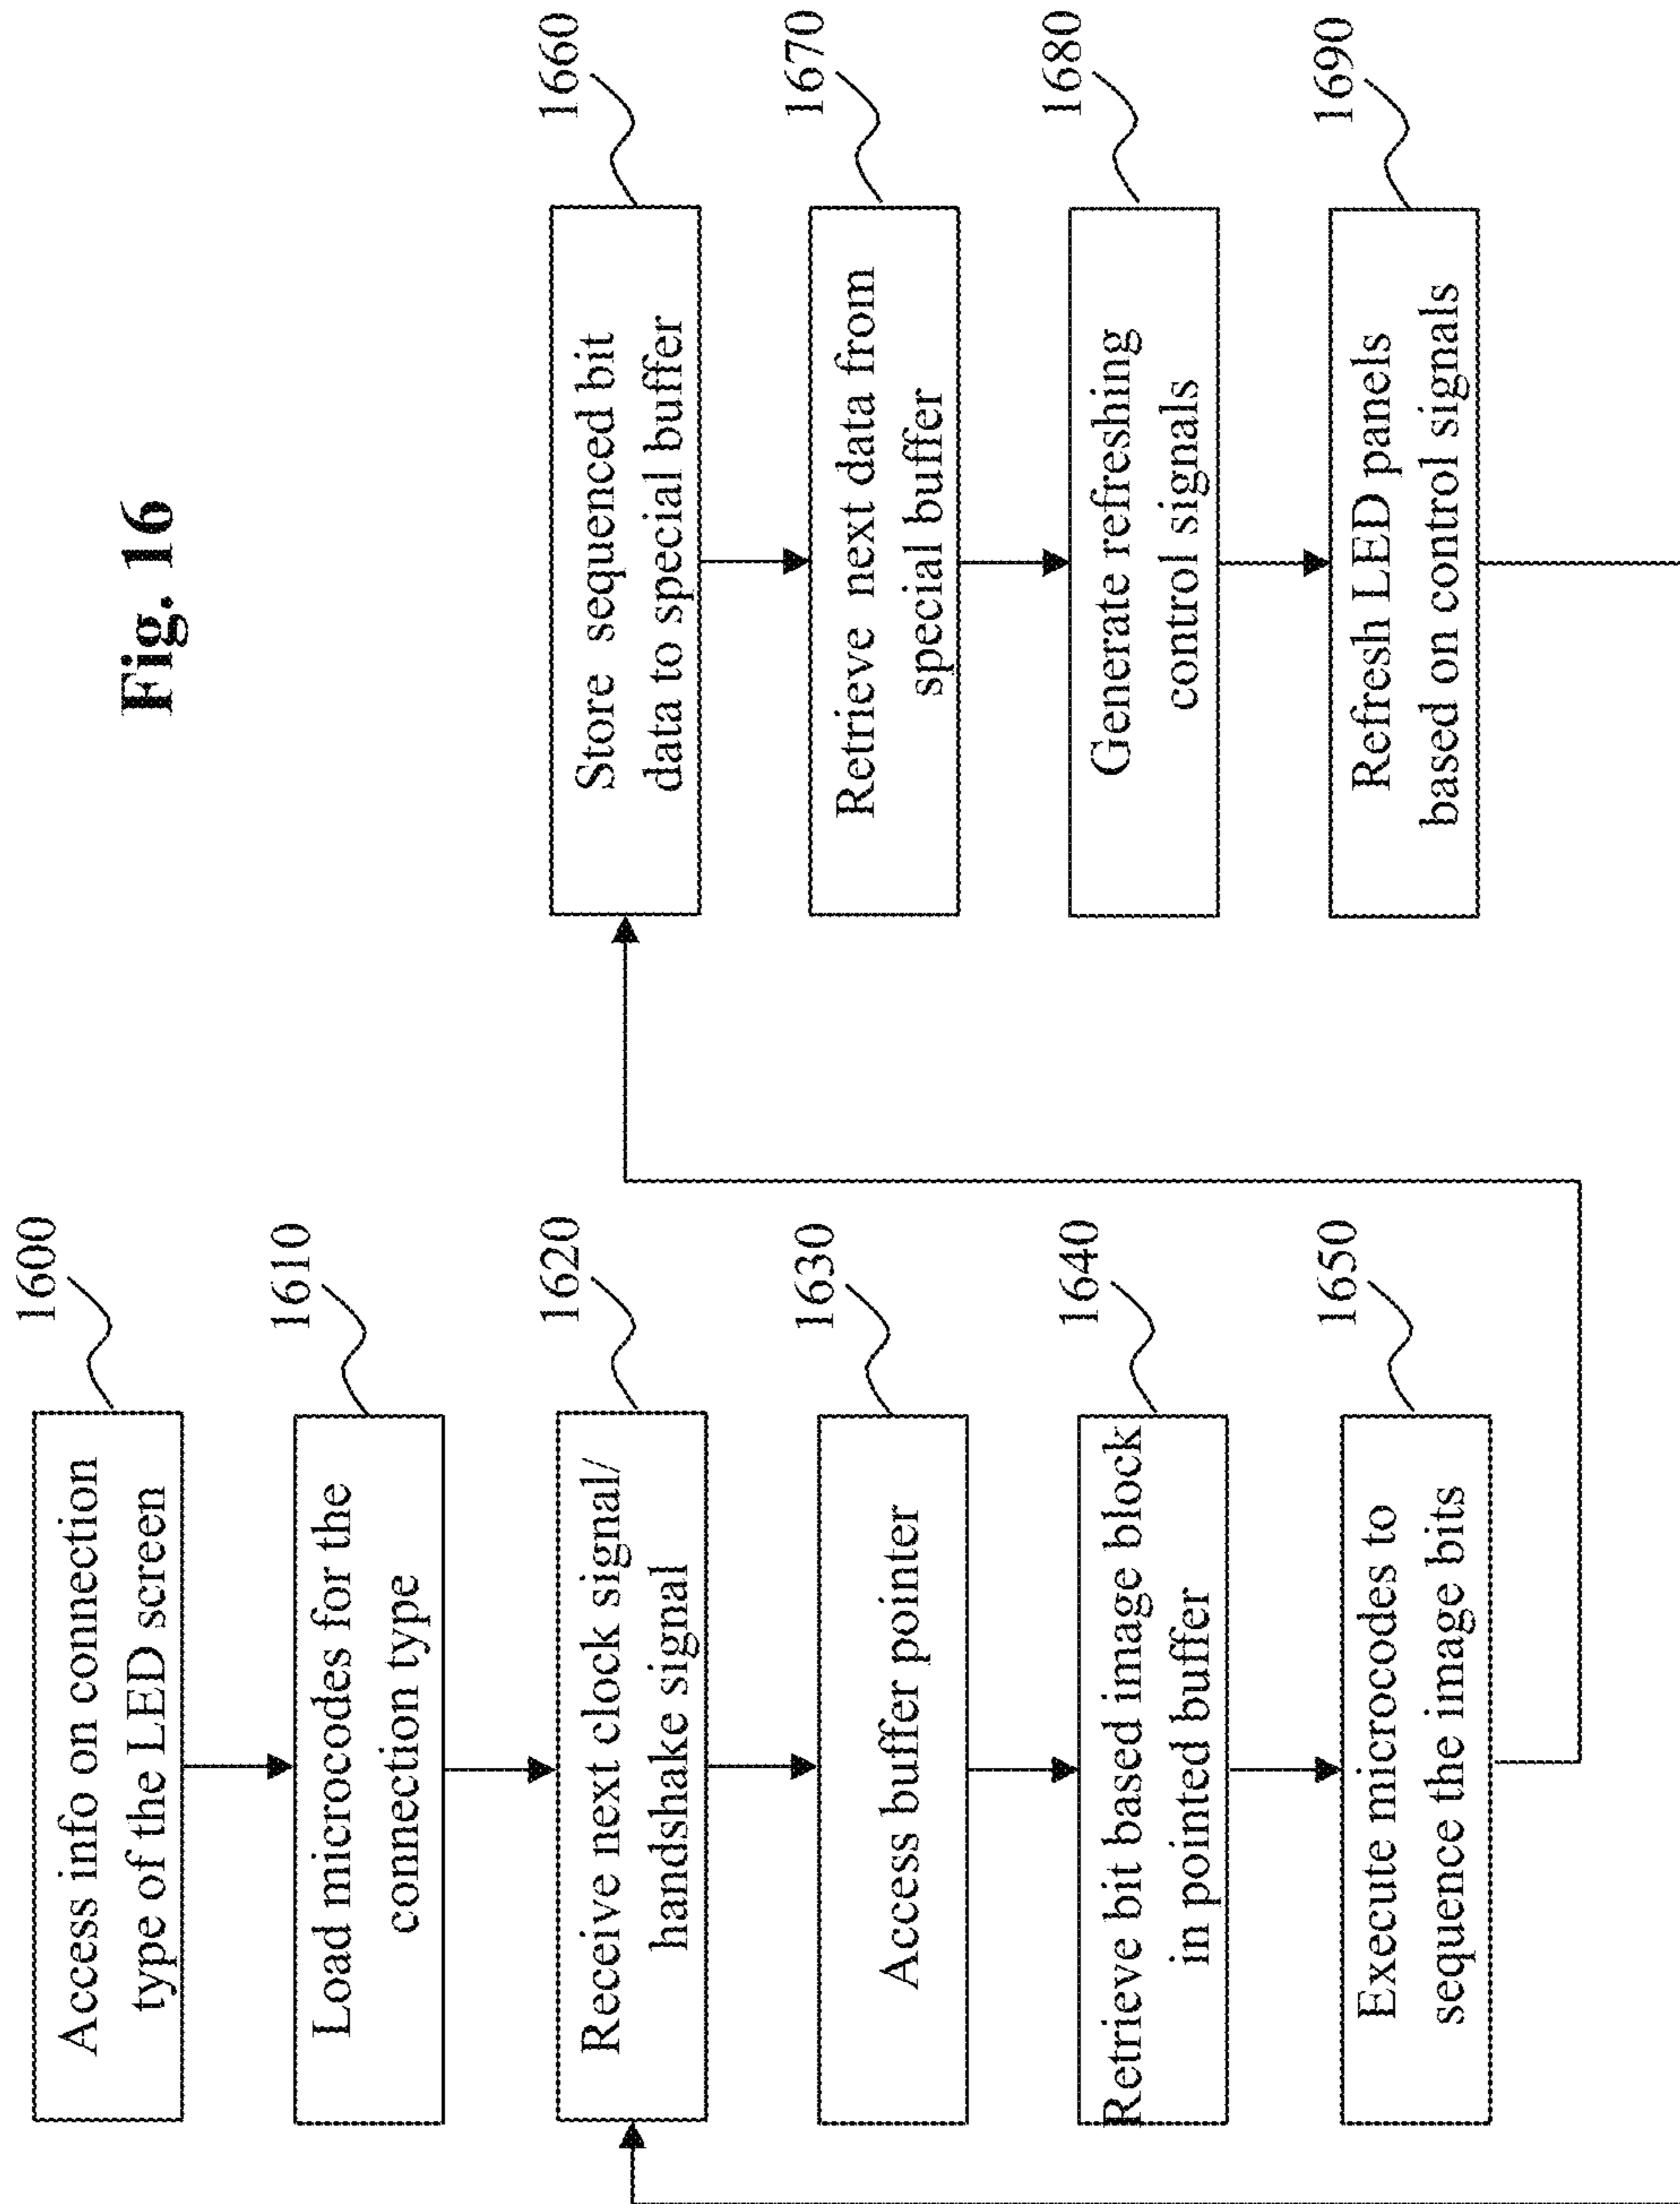 Fig. 16
1600
Access info on connection
type of the LED screen
1610
Load microcodes for the
connection type
1620
Receive next clock signal/
handshake signal
1630
Access buffer pointer
1640
Retrieve bit based image block
in pointed buffer
1650
Execute microcodes to
sequence the image bits
1660
Store sequenced bit
data to special buffer
1670
Retrieve next data from
special buffer
1680
Generate refreshing
control signals
1690
Refresh LED panels
based on control signals